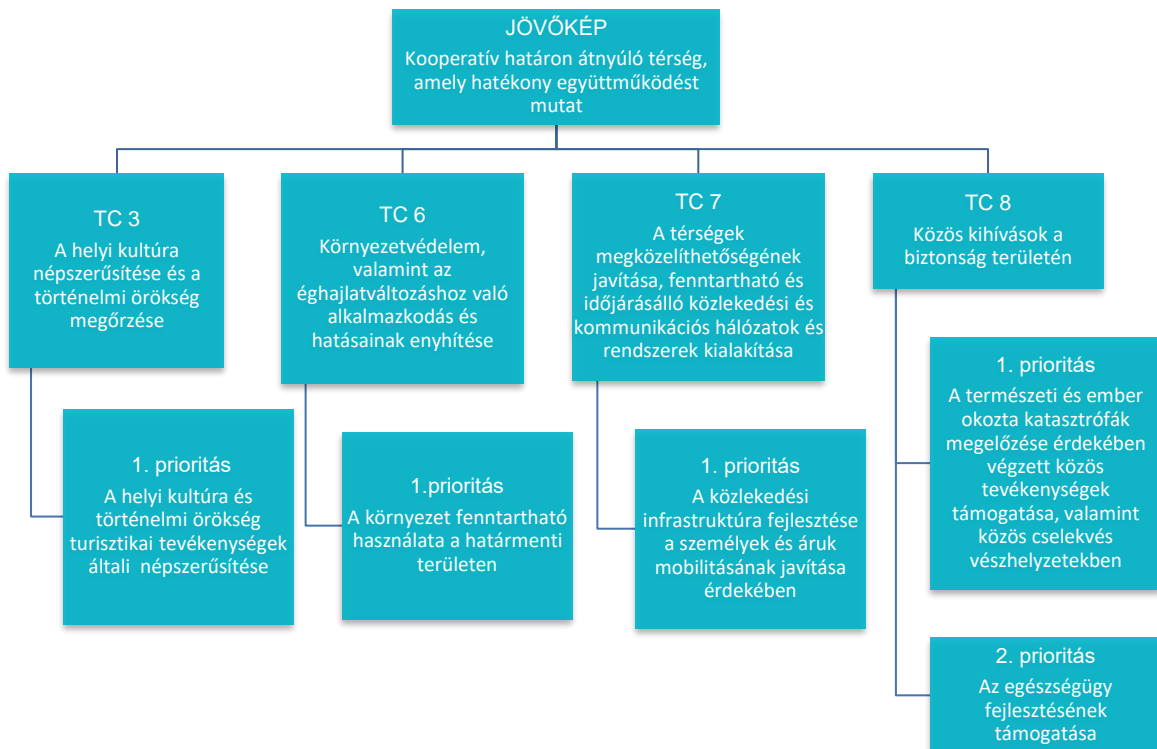 JÖVŐKÉP
Kooperatív határon átnyúló térség,
amely hatékony együttműködést
mutat
TC 3
A helyi kultúra
népszerűsítése és a
történelmi örökség
megőrzése
TC 6
Környezetvédelem,
valamint az
éghajlatváltozáshoz való
alkalmazkodás és
hatásainak enyhítése
TC 7
A térségek
megközelíthetőségének
javítása, fenntartható és
időjárásálló közlekedési és
kommunikációs hálózatok és
rendszerek kialakítása
TC 8
Közös kihívások a
biztonság területén
1. prioritás
A helyi kultúra és
történelmi örökség
turisztikai tevékenységek
általi népszerűsítése
1.prioritás
A környezet fenntartható
használata a határmenti
területen
1. prioritás
A közlekedési
infrastruktúra fejlesztése
a személyek és áruk
mobilitásának javítása
érdekében
1. prioritás
A természeti és ember
okozta katasztrófák
megelőzése érdekében
végzett közös
tevékenységek
támogatása, valamint
közös cselekvés
vészhelyzetekben
2. prioritás
Az egészségügy
fejlesztésének
támogatása